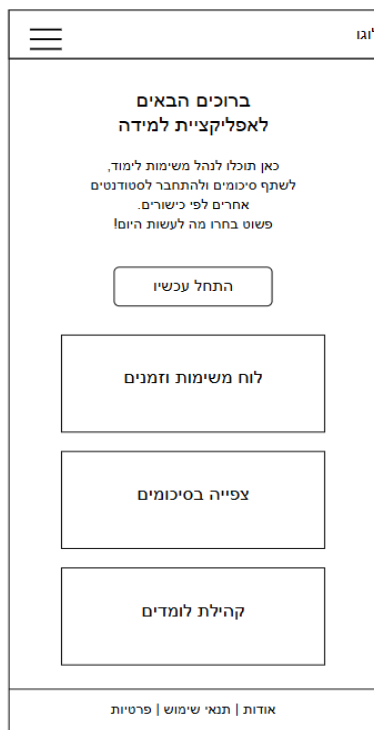 לוגו
ברוכים הבאים
לאפליקציית למידה
כאן תוכלו לנהל משימות לימוד,
לשתף סיכומים ולהתחבר לסטודנטים
אחרים לפי כישורים.
פשוט בחרו מה לעשות היום!
התחל עכשיו
לוח משימות וזמנים
צפייה בסיכומים
קהילת לומדים
אודות | תנאי שימוש | פרטיות